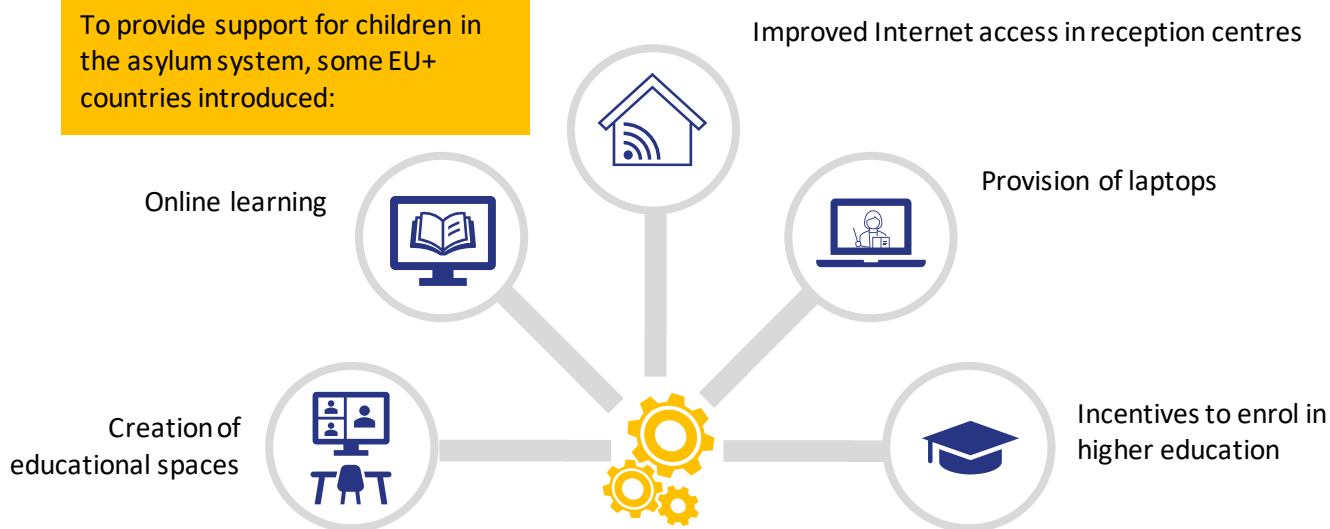 To provide support for children in
the asylum system, some EU+
countries introduced:
Improved Internet access in reception centres
Online learning
Provision of laptops
Creation of
educational spaces
Incentives to enrol in
higher education